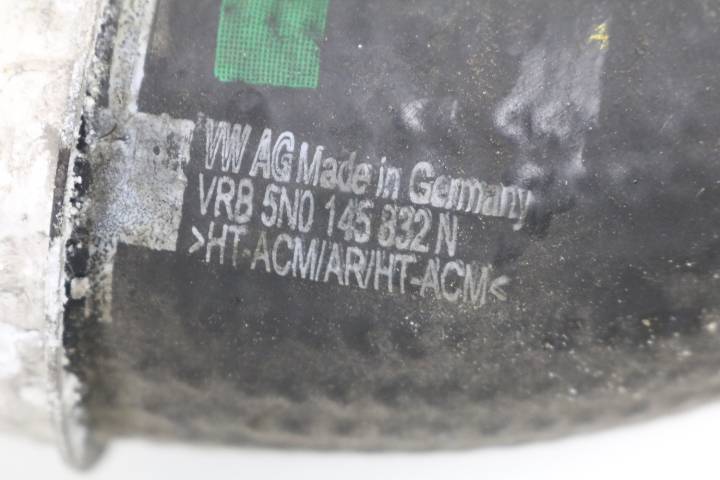 VW AG Made in Germany
VRB 5N0 145 832 N
>HT-ACM/AR/HT-ACM<